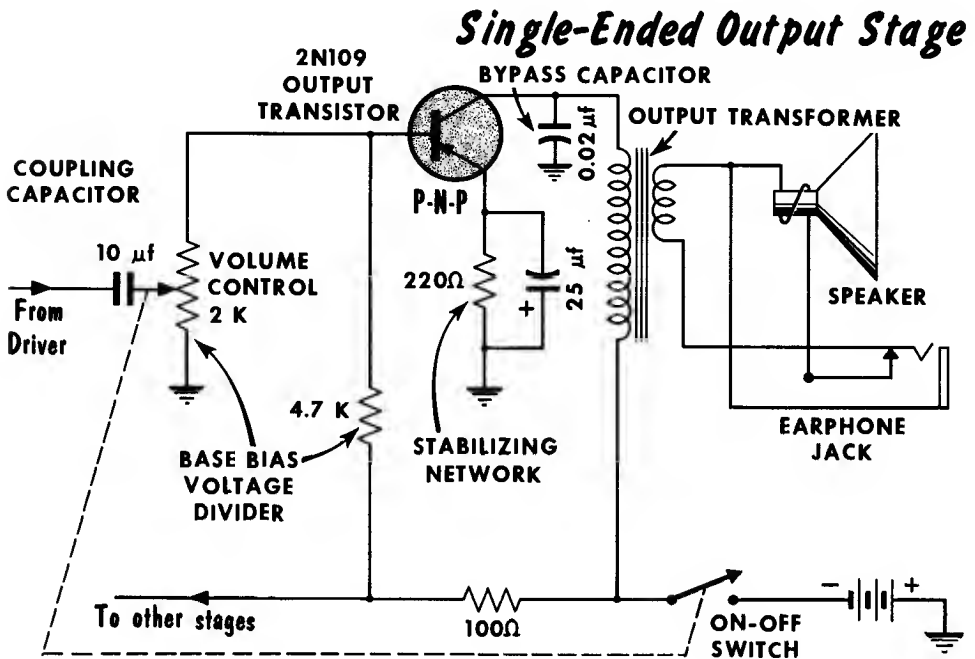 Single-Ended Output Stage
2N109
OUTPUT
TRANSISTOR
BYPASS CAPACITOR
0.02 µf
OUTPUT TRANSFORMER
COUPLING
CAPACITOR
P-N-P
10 µf
VOLUME
CONTROL
2 K
220Ω
+
25 µf
SPEAKER
From
Driver
4.7 K
STABILIZING
NETWORK
EARPHONE
JACK
BASE BIAS
VOLTAGE
DIVIDER
To other stages
100Ω
ON-OFF
SWITCH
- +